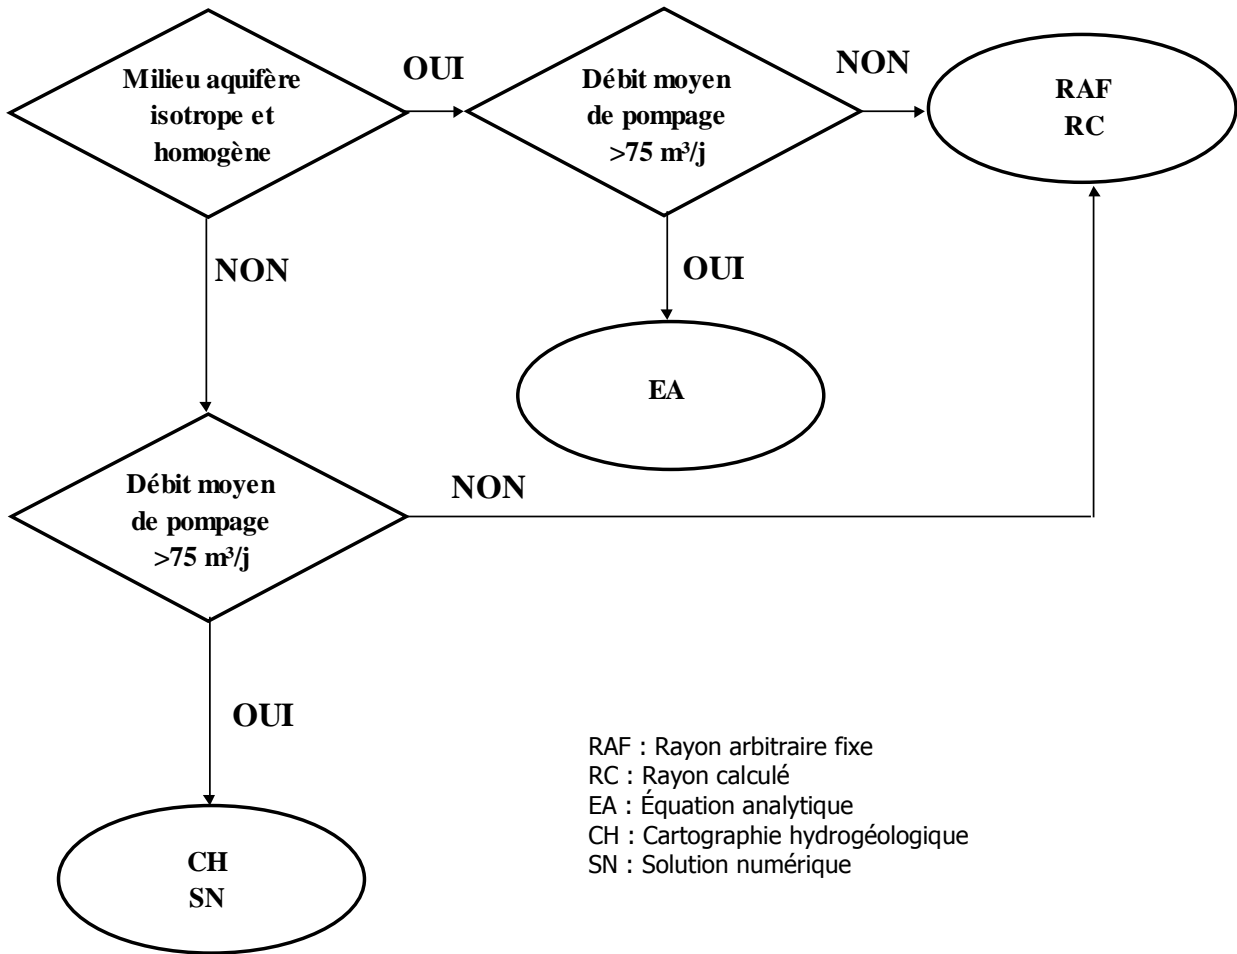 Milieu aquifère
isotrope et
homogène
OUI
Débit moyen
de pompage
>75 m³/j
NON
RAF
RC
NON
OUI
EA
Débit moyen
de pompage
>75 m³/j
NON
OUI
CH
SN
RAF : Rayon arbitraire fixe
RC : Rayon calculé
EA : Équation analytique
CH : Cartographie hydrogéologique
SN : Solution numérique